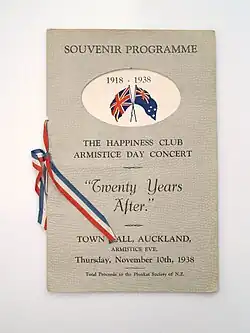 SOUVENIR PROGRAMME
1918 - 1938
THE HAPPINESS CLUB
ARMISTICE DAY CONCERT
"Twenty Years
After."
TOWN HALL, AUCKLAND,
ARMISTICE EVE,
Thursday, November 10th, 1938
Total Proceeds to the Plunket Society of N.Z.